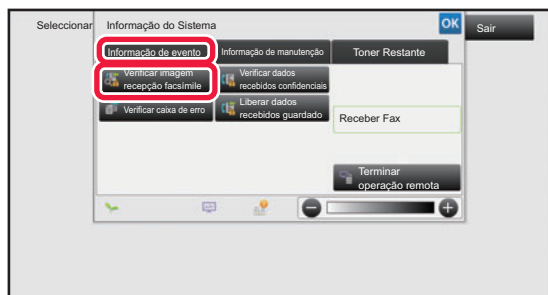 Seleccionar
Informação do Sistema
OK
Sair
Informação de evento
Informação de manutenção
Toner Restante
Verificar imagem
recepção facsímile
Verificar dados
recebidos confidenciais
Verificar caixa de erro
Liberar dados
recebidos guardado
Receber Fax
Terminar
operação remota